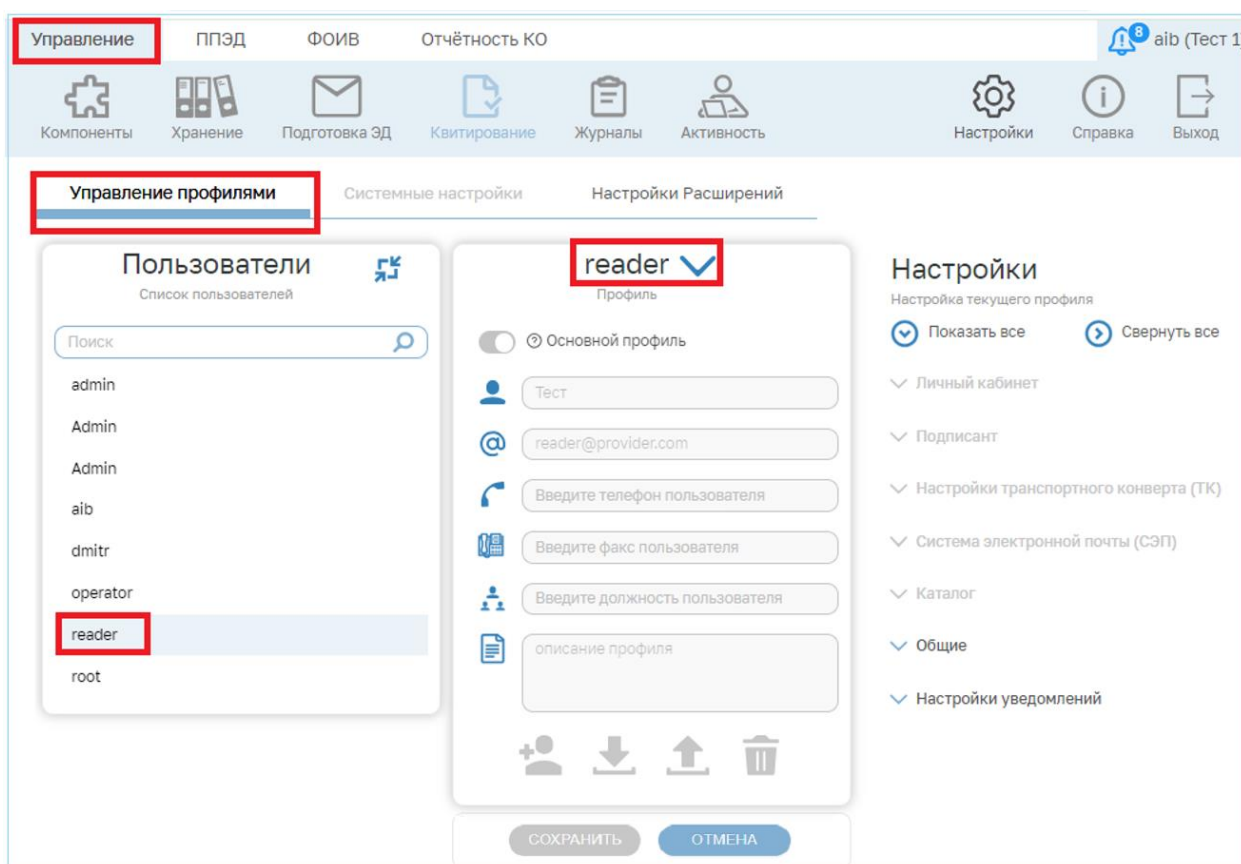 Управление ППЭД ФОИВ Отчётность КО 8 aib (Тест 1)
Компоненты Хранение Подготовка ЭД Квитирование Журналы Активность Настройки Справка Выход
Управление профилями Системные настройки Настройки Расширений
Пользователи
Список пользователей
Поиск
admin
Admin
Admin
aib
dmitr
operator
reader
root
reader
Профиль
Основной профиль
Тест
reader@provider.com
Введите телефон пользователя
Введите факс пользователя
Введите должность пользователя
описание профиля
СОХРАНИТЬ ОТМЕНА
Настройки
Настройка текущего профиля
Показать все Свернуть все
Личный кабинет
Подписант
Настройки транспортного конверта (ТК)
Система электронной почты (СЭП)
Каталог
Общие
Настройки уведомлений